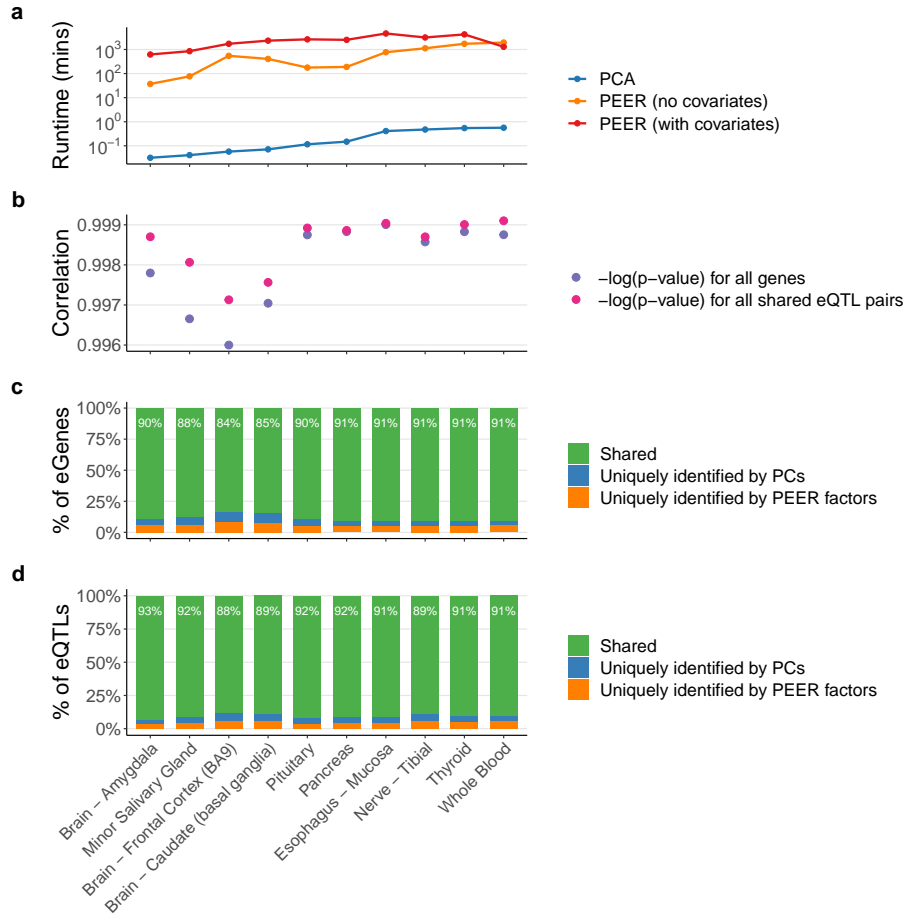 a
Runtime (mins)
10^3
10^2
10^1
10^0
10^−1
PCA
PEER (no covariates)
PEER (with covariates)
b
Correlation
0.999
0.998
0.997
0.996
−log(p−value) for all genes
−log(p−value) for all shared eQTL pairs
c
% of eGenes
100%
75%
50%
25%
0%
90% 88% 84% 85% 90% 91% 91% 91% 91% 91%
Shared
Uniquely identified by PCs
Uniquely identified by PEER factors
d
% of eQTLs
100%
75%
50%
25%
0%
93% 92% 88% 89% 92% 92% 91% 89% 91% 91%
Shared
Uniquely identified by PCs
Uniquely identified by PEER factors
Brain − Amygdala
Minor Salivary Gland
Brain − Frontal Cortex (BA9)
Brain − Caudate (basal ganglia)
Pituitary
Pancreas
Esophagus − Mucosa
Nerve − Tibial
Thyroid
Whole Blood